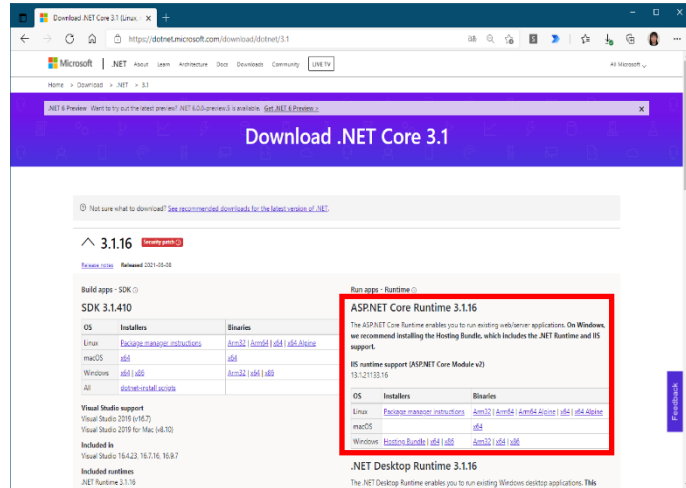 Download .NET Core 3.1 (Linux,
https://dotnet.microsoft.com/download/dotnet/3.1
Microsoft .NET About Learn Architecture Docs Downloads Community LIVE TV All Microsoft
Home > Download > .NET > 3.1
.NET 6 Preview Want to try out the latest preview? .NET 6.0.0-preview.5 is available. Get .NET 6 Preview >
Download .NET Core 3.1
Not sure what to download? See recommended downloads for the latest version of .NET.
3.1.16 Security patch
Release notes Released 2021-06-08
Build apps - SDK
SDK 3.1.410
OS Installers Binaries
Linux Package manager instructions Arm32 | Arm64 | x64 | x64 Alpine
macOS x64 x64
Windows x64 | x86 Arm32 | x64 | x86
All dotnet-install scripts
Visual Studio support
Visual Studio 2019 (v16.7)
Visual Studio 2019 for Mac (v8.10)
Included in
Visual Studio 16.4.23, 16.7.16, 16.9.7
Included runtimes
.NET Runtime 3.1.16
Run apps - Runtime
ASP.NET Core Runtime 3.1.16
The ASP.NET Core Runtime enables you to run existing web/server applications. On Windows,
we recommend installing the Hosting Bundle, which includes the .NET Runtime and IIS
support.
IIS runtime support (ASP.NET Core Module v2)
13.1.21133.16
OS Installers Binaries
Linux Package manager instructions Arm32 | Arm64 | Arm64 Alpine | x64 | x64 Alpine
macOS x64
Windows Hosting Bundle | x64 | x86 Arm32 | x64 | x86
.NET Desktop Runtime 3.1.16
The .NET Desktop Runtime enables you to run existing Windows desktop applications. This
Feedback